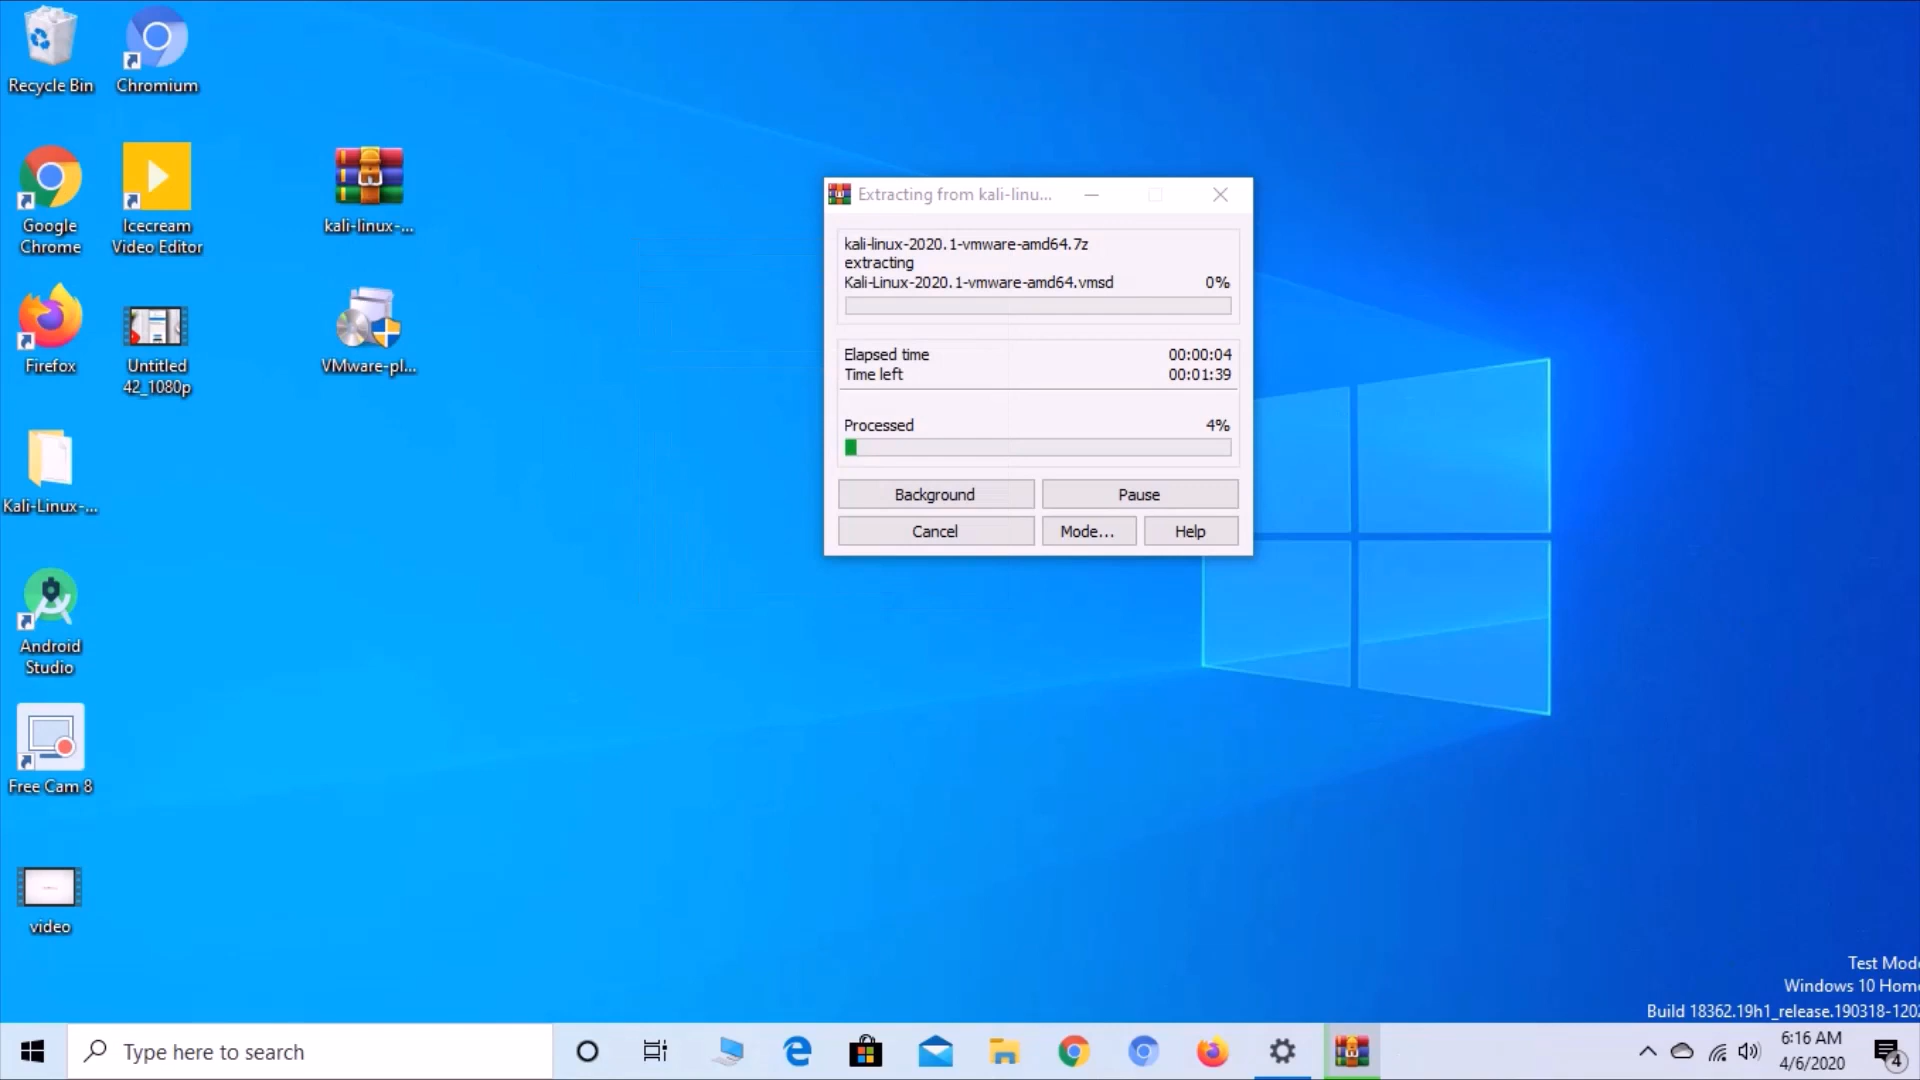 Recycle Bin
Chromium
Google
Chrome
Icecream
Video Editor
kali-linux-...
Firefox
Untitled
42_1080p
VMware-pl...
Kali-Linux-...
Android
Studio
Free Cam 8
video
Extracting from kali-linu...
kali-linux-2020.1-vmware-amd64.7z
extracting
Kali-Linux-2020.1-vmware-amd64.vmsd 0%
Elapsed time 00:00:04
Time left 00:01:39
Processed 4%
Background Pause
Cancel Mode... Help
Test Mode
Windows 10 Home
Build 18362.19h1_release.190318-1202
Type here to search
6:16 AM
4/6/2020
4